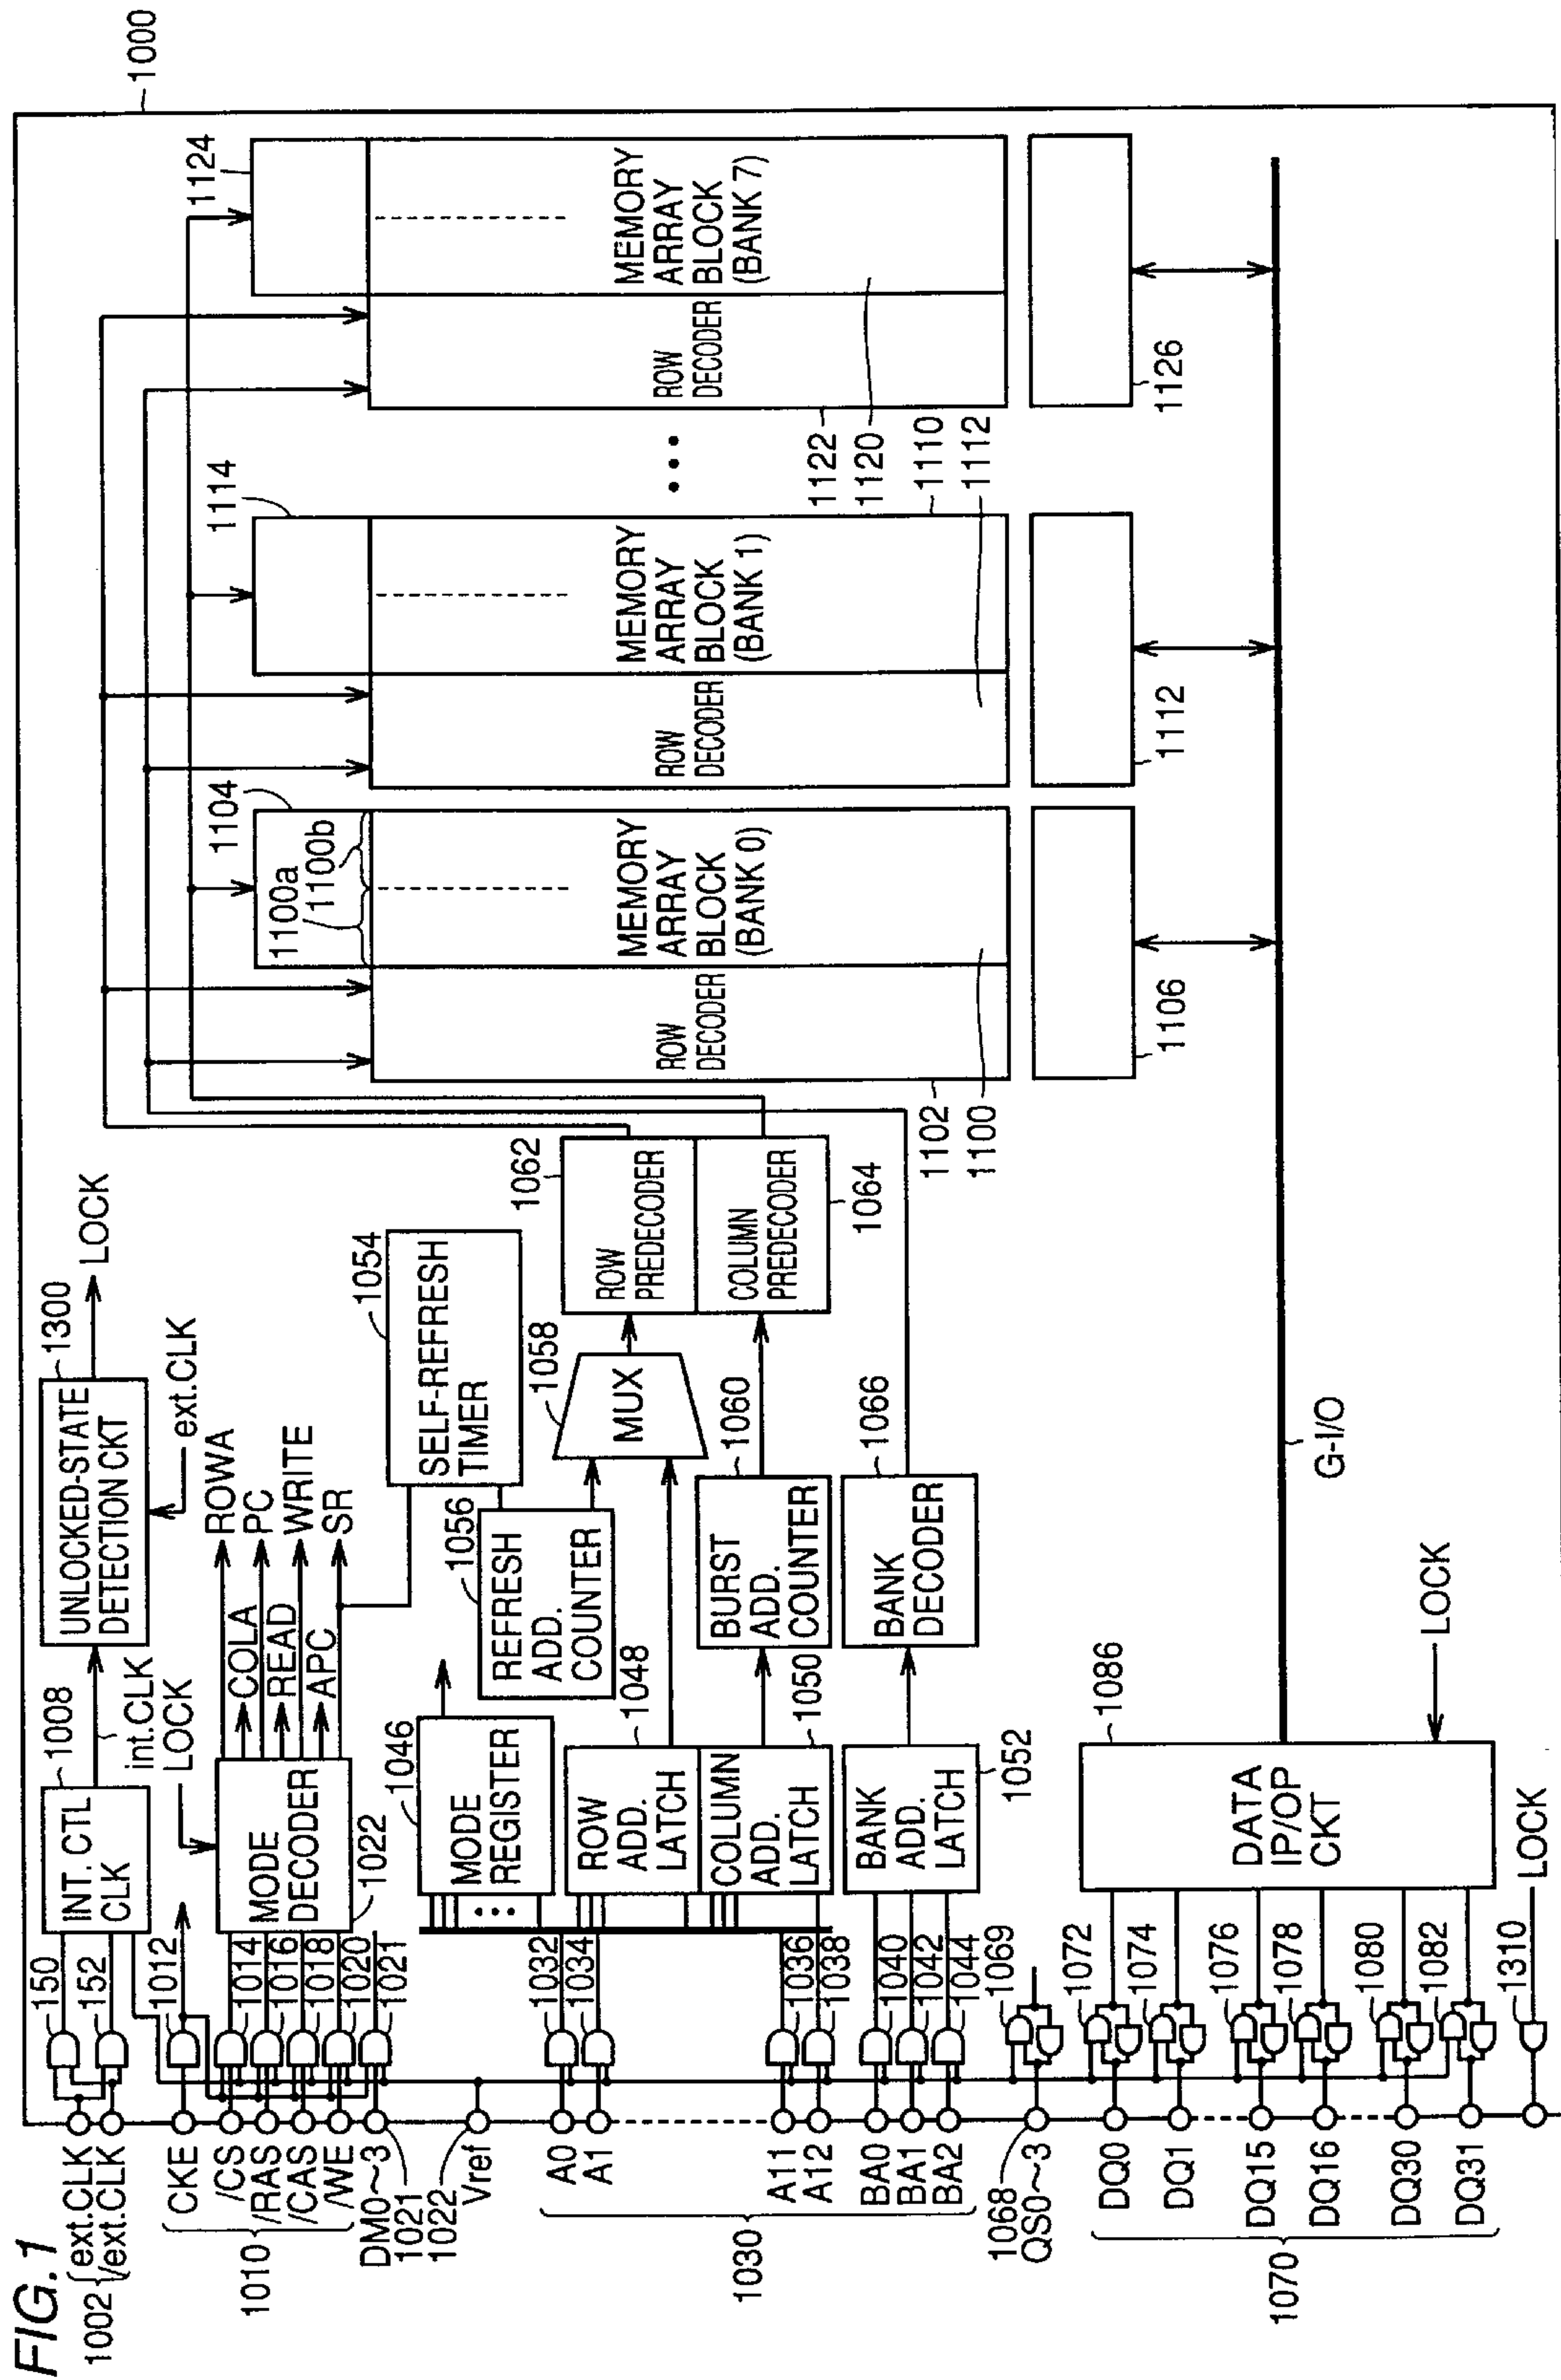 FIG. 1
1000
1002
ext.CLK
/ext.CLK
150
152
INT. CTL
CLK
1008
int.CLK
UNLOCKED-STATE
DETECTION CKT
1300
LOCK
ext.CLK
LOCK
CKE
1012
1010
/CS
/RAS
/CAS
/WE
1014
1016
1018
1020
1021
MODE
DECODER
1022
ROWA
COLA
PC
READ
WRITE
APC
SR
DM0~3
1021
1022
Vref
1046
MODE
REGISTER
SELF-REFRESH
TIMER
1054
1056
REFRESH
ADD.
COUNTER
A0
A1
1032
1034
ROW
ADD.
LATCH
1048
MUX
1058
ROW
PREDECODER
1062
1030
A11
A12
1036
1038
COLUMN
ADD.
LATCH
1050
BURST
ADD.
COUNTER
1060
COLUMN
PREDECODER
1064
BA0
BA1
BA2
1040
1042
1044
BANK
ADD.
LATCH
1052
BANK
DECODER
1066
1104
1100a
1100b
ROW
DECODER
MEMORY
ARRAY
BLOCK
(BANK 0)
1102
1100
1106
1114
ROW
DECODER
MEMORY
ARRAY
BLOCK
(BANK 1)
1110
1112
1112
1124
ROW
DECODER
MEMORY
ARRAY
BLOCK
(BANK 7)
1122
1120
1126
1068
QS0~3
1069
1070
DQ0
DQ1
DQ15
DQ16
DQ30
DQ31
1072
1074
1076
1078
1080
1082
DATA
IP/OP
CKT
1086
LOCK
G-I/O
1310
LOCK